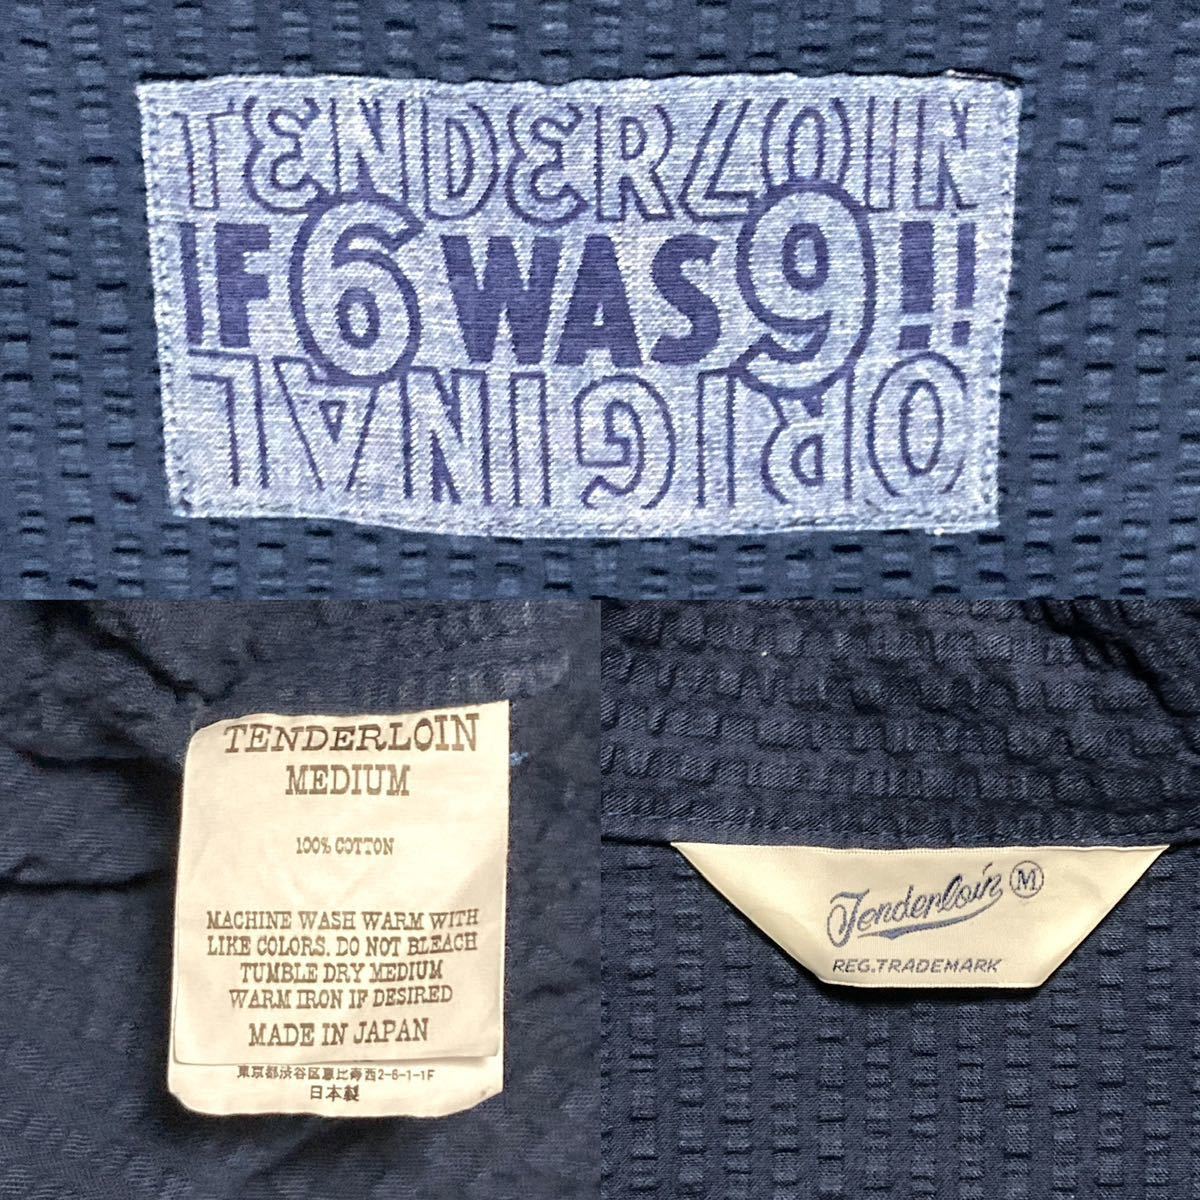 TENDERLOIN
IF 6 WAS 9!!
ORIGINAL
TENDERLOIN
MEDIUM
100% COTTON
MACHINE WASH WARM WITH
LIKE COLORS. DO NOT BLEACH
TUMBLE DRY MEDIUM
WARM IRON IF DESIRED
MADE IN JAPAN
東京都渋谷区恵比寿西2-6-1-1F
日本製
Tenderloin M
REG.TRADEMARK